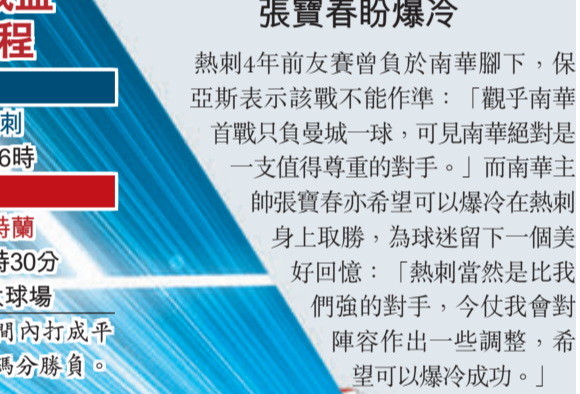 程
刺
6時
時30分
球場
間內打成平
碼分勝負。
張寶春盼爆冷
熱刺4年前友賽曾負於南華腳下，保
亞斯表示該戰不能作準：「觀乎南華
首戰只負曼城一球，可見南華絕對是
一支值得尊重的對手。」而南華主
帥張寶春亦希望可以爆冷在熱刺
身上取勝，為球迷留下一個美
好回憶：「熱刺當然是比我
們強的對手，今仗我會對
陣容作出一些調整，希
望可以爆冷成功。」